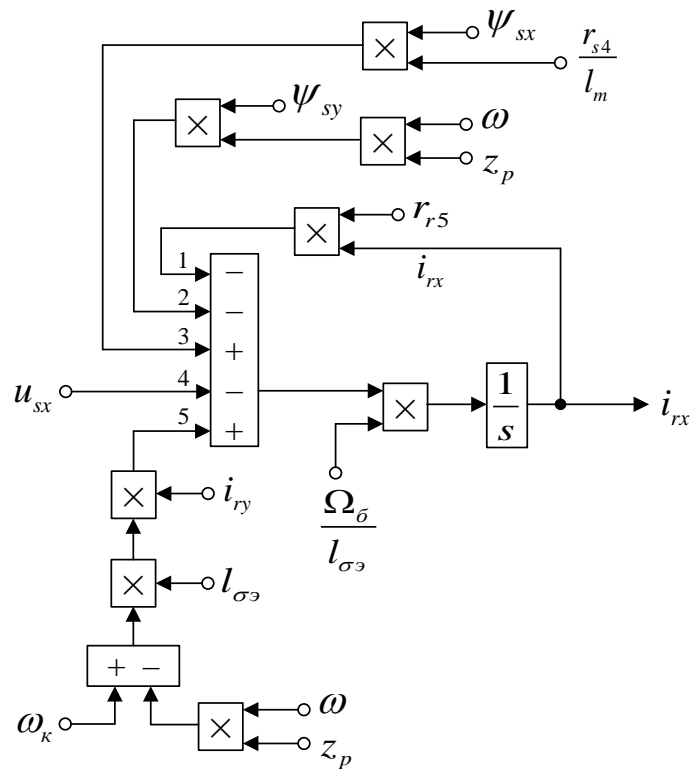 × ψ_sx
r_s4 / l_m
× ψ_sy
× ω
z_p
× r_r5
i_rx
1 −
2 −
3 +
4 −
5 +
u_sx
×
1/s
i_rx
× i_ry
Ω_б / l_σэ
× l_σэ
+ −
ω_к
× ω
z_p